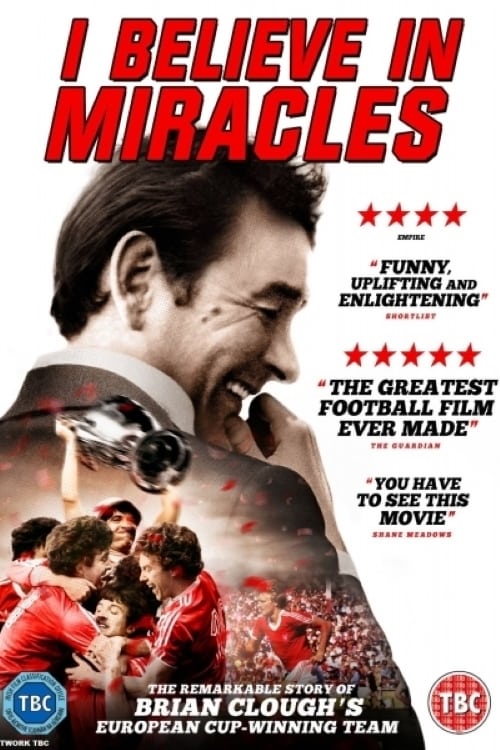 I BELIEVE IN
MIRACLES
EMPIRE
"FUNNY,
UPLIFTING AND
ENLIGHTENING"
SHORTLIST
"THE GREATEST
FOOTBALL FILM
EVER MADE"
THE GUARDIAN
"YOU HAVE
TO SEE THIS
MOVIE"
SHANE MEADOWS
THE REMARKABLE STORY OF
BRIAN CLOUGH'S
EUROPEAN CUP-WINNING TEAM
TBC
TWORK TBC
TBC